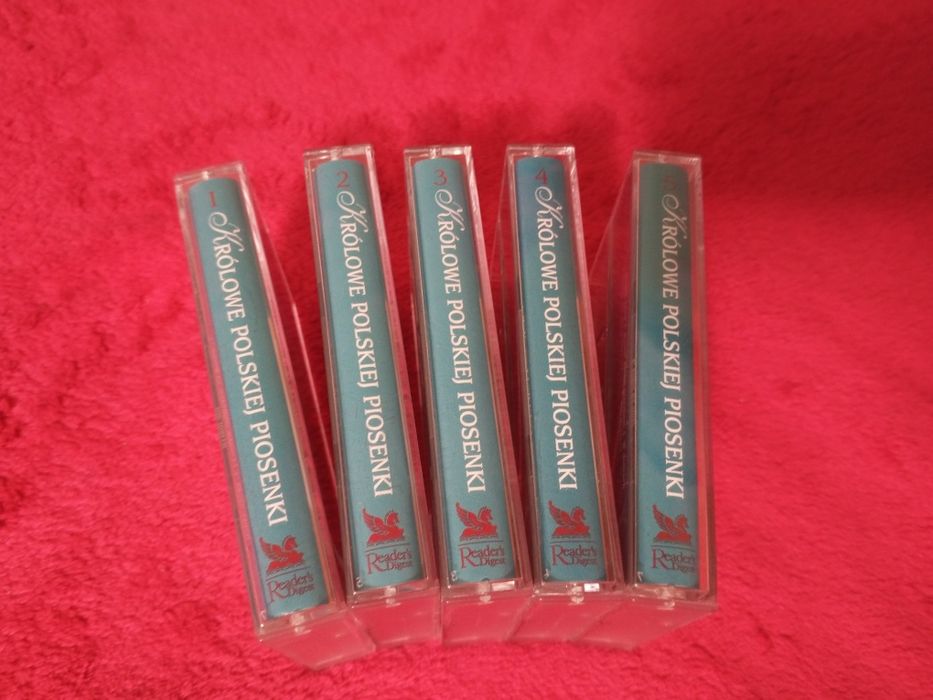 1 KRÓLOWE POLSKIEJ PIOSENKI
Reader's
Digest
2 KRÓLOWE POLSKIEJ PIOSENKI
Reader's
Digest
3 KRÓLOWE POLSKIEJ PIOSENKI
Reader's
Digest
4 KRÓLOWE POLSKIEJ PIOSENKI
Reader's
Digest
5 KRÓLOWE POLSKIEJ PIOSENKI
Reader's
Digest